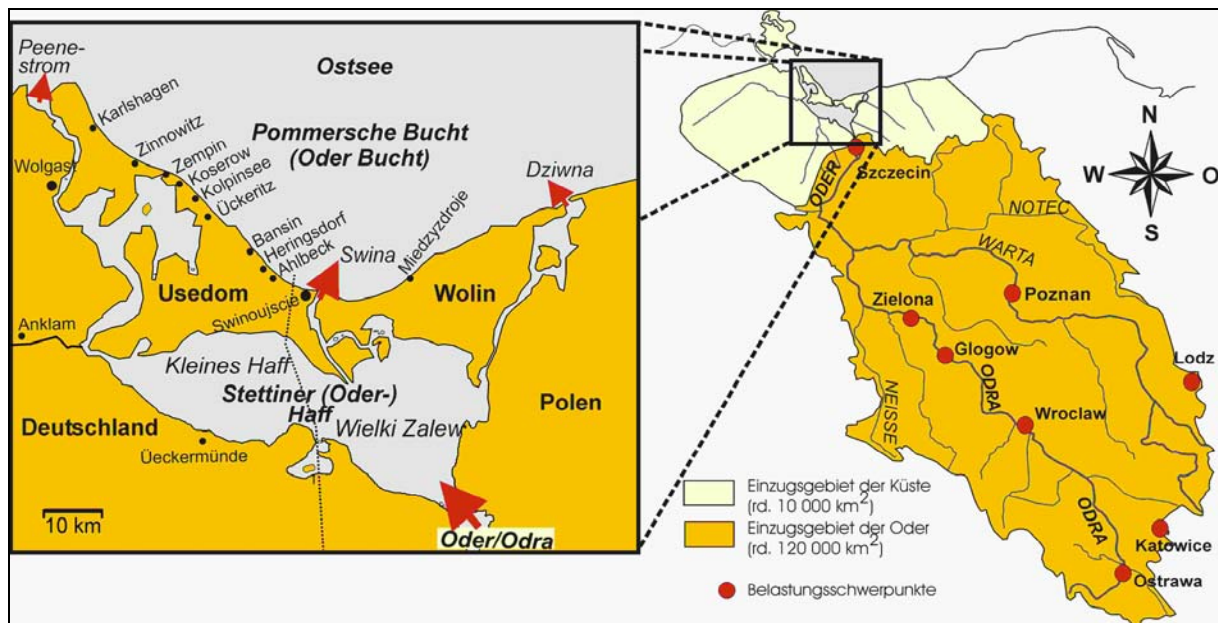 Peene-
strom
Ostsee
Karlshagen
Zinnowitz
Zempin
Koserow
Kolpinsee
Ückeritz
Pommersche Bucht
(Oder Bucht)
Dziwna
Wolgast
Bansin
Heringsdorf
Ahlbeck
Swina
Miedzyzdroje
Usedom
Swinoujscie
Wolin
Anklam
Kleines Haff
Stettiner (Oder-)
Haff
Wielki Zalew
Polen
Deutschland
Üeckermünde
10 km
Oder/Odra
N
W
O
S
ODER/
Szczecin
NOTEC
WARTA
Zielona
Poznan
Glogow
Lodz
ODRA
NEISSE
Wroclaw
ODRA
Katowice
Ostrawa
Einzugsgebiet der Küste
(rd. 10 000 km²)
Einzugsgebiet der Oder
(rd. 120 000 km²)
Belastungsschwerpunkte